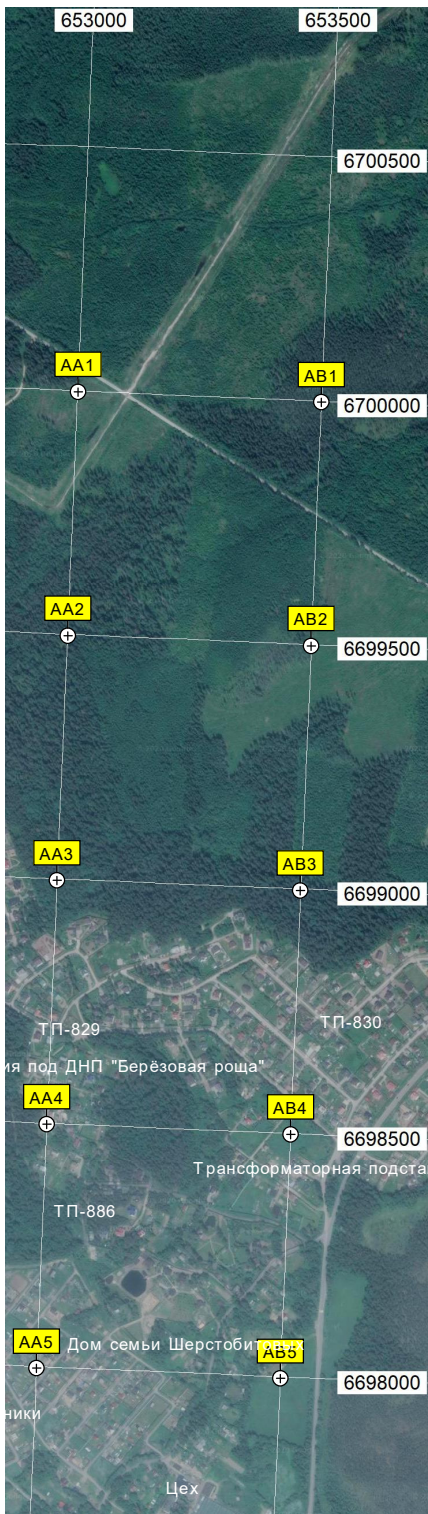 653000 653500
6700500
AA1
AB1
6700000
AA2
AB2
6699500
AA3
AB3
6699000
ТП-829
ТП-830
ия под ДНП "Берёзовая роща"
AA4
AB4
6698500
Трансформаторная подста
ТП-886
AA5
Дом семьи Шерстобитовых
AB5
6698000
ники
Цех